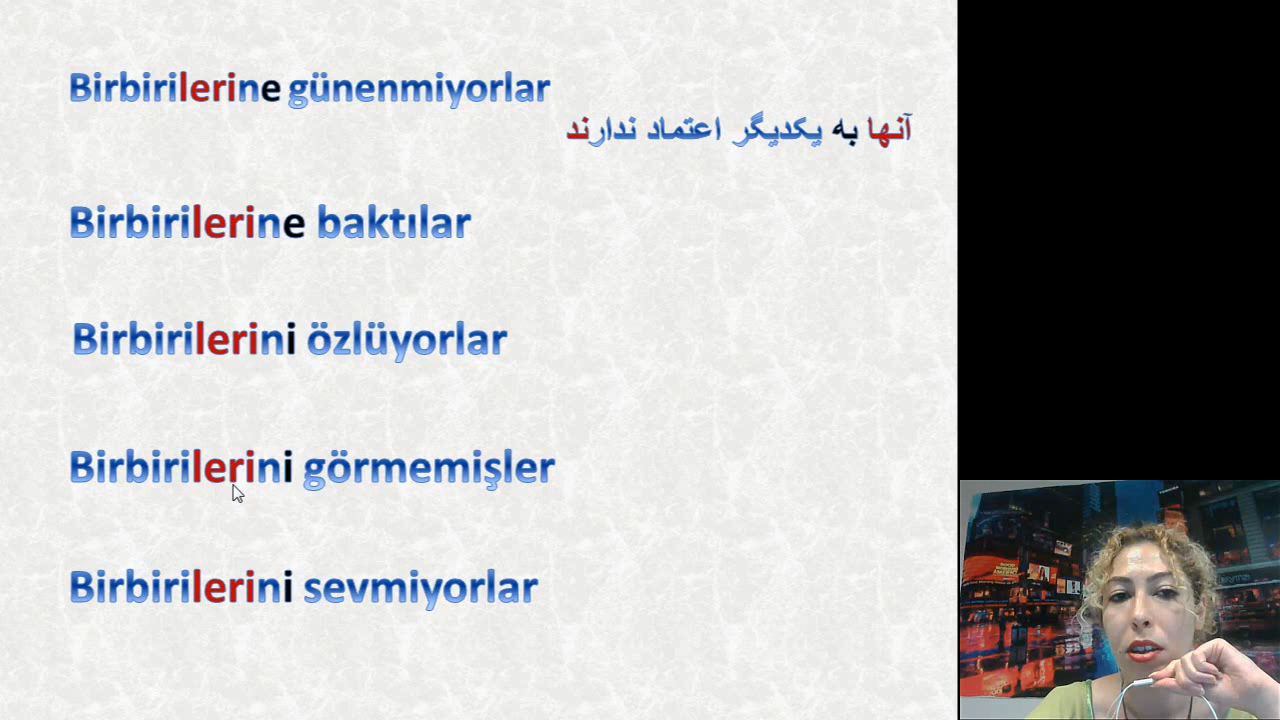 Birbirilerine günenmiyorlar
آنها به یکدیگر اعتماد ندارند
Birbirilerine baktılar
Birbirilerini özlüyorlar
Birbirilerini görmemişler
Birbirilerini sevmiyorlar